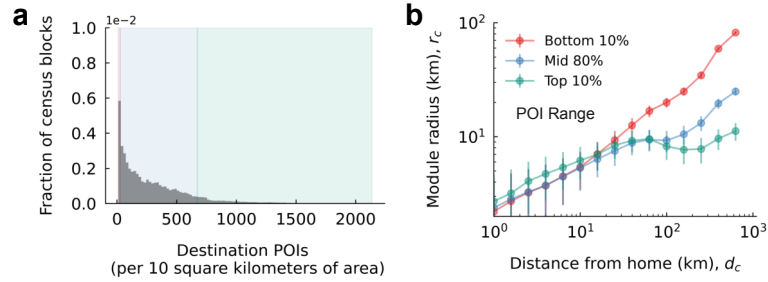 a
1e−2
1.0
0.8
0.6
0.4
0.2
0.0
Fraction of census blocks
0
500
1000
1500
2000
Destination POIs
(per 10 square kilometers of area)
b
10²
10¹
Module radius (km), r_c
Bottom 10%
Mid 80%
Top 10%
POI Range
10⁰
10¹
10²
10³
Distance from home (km), d_c